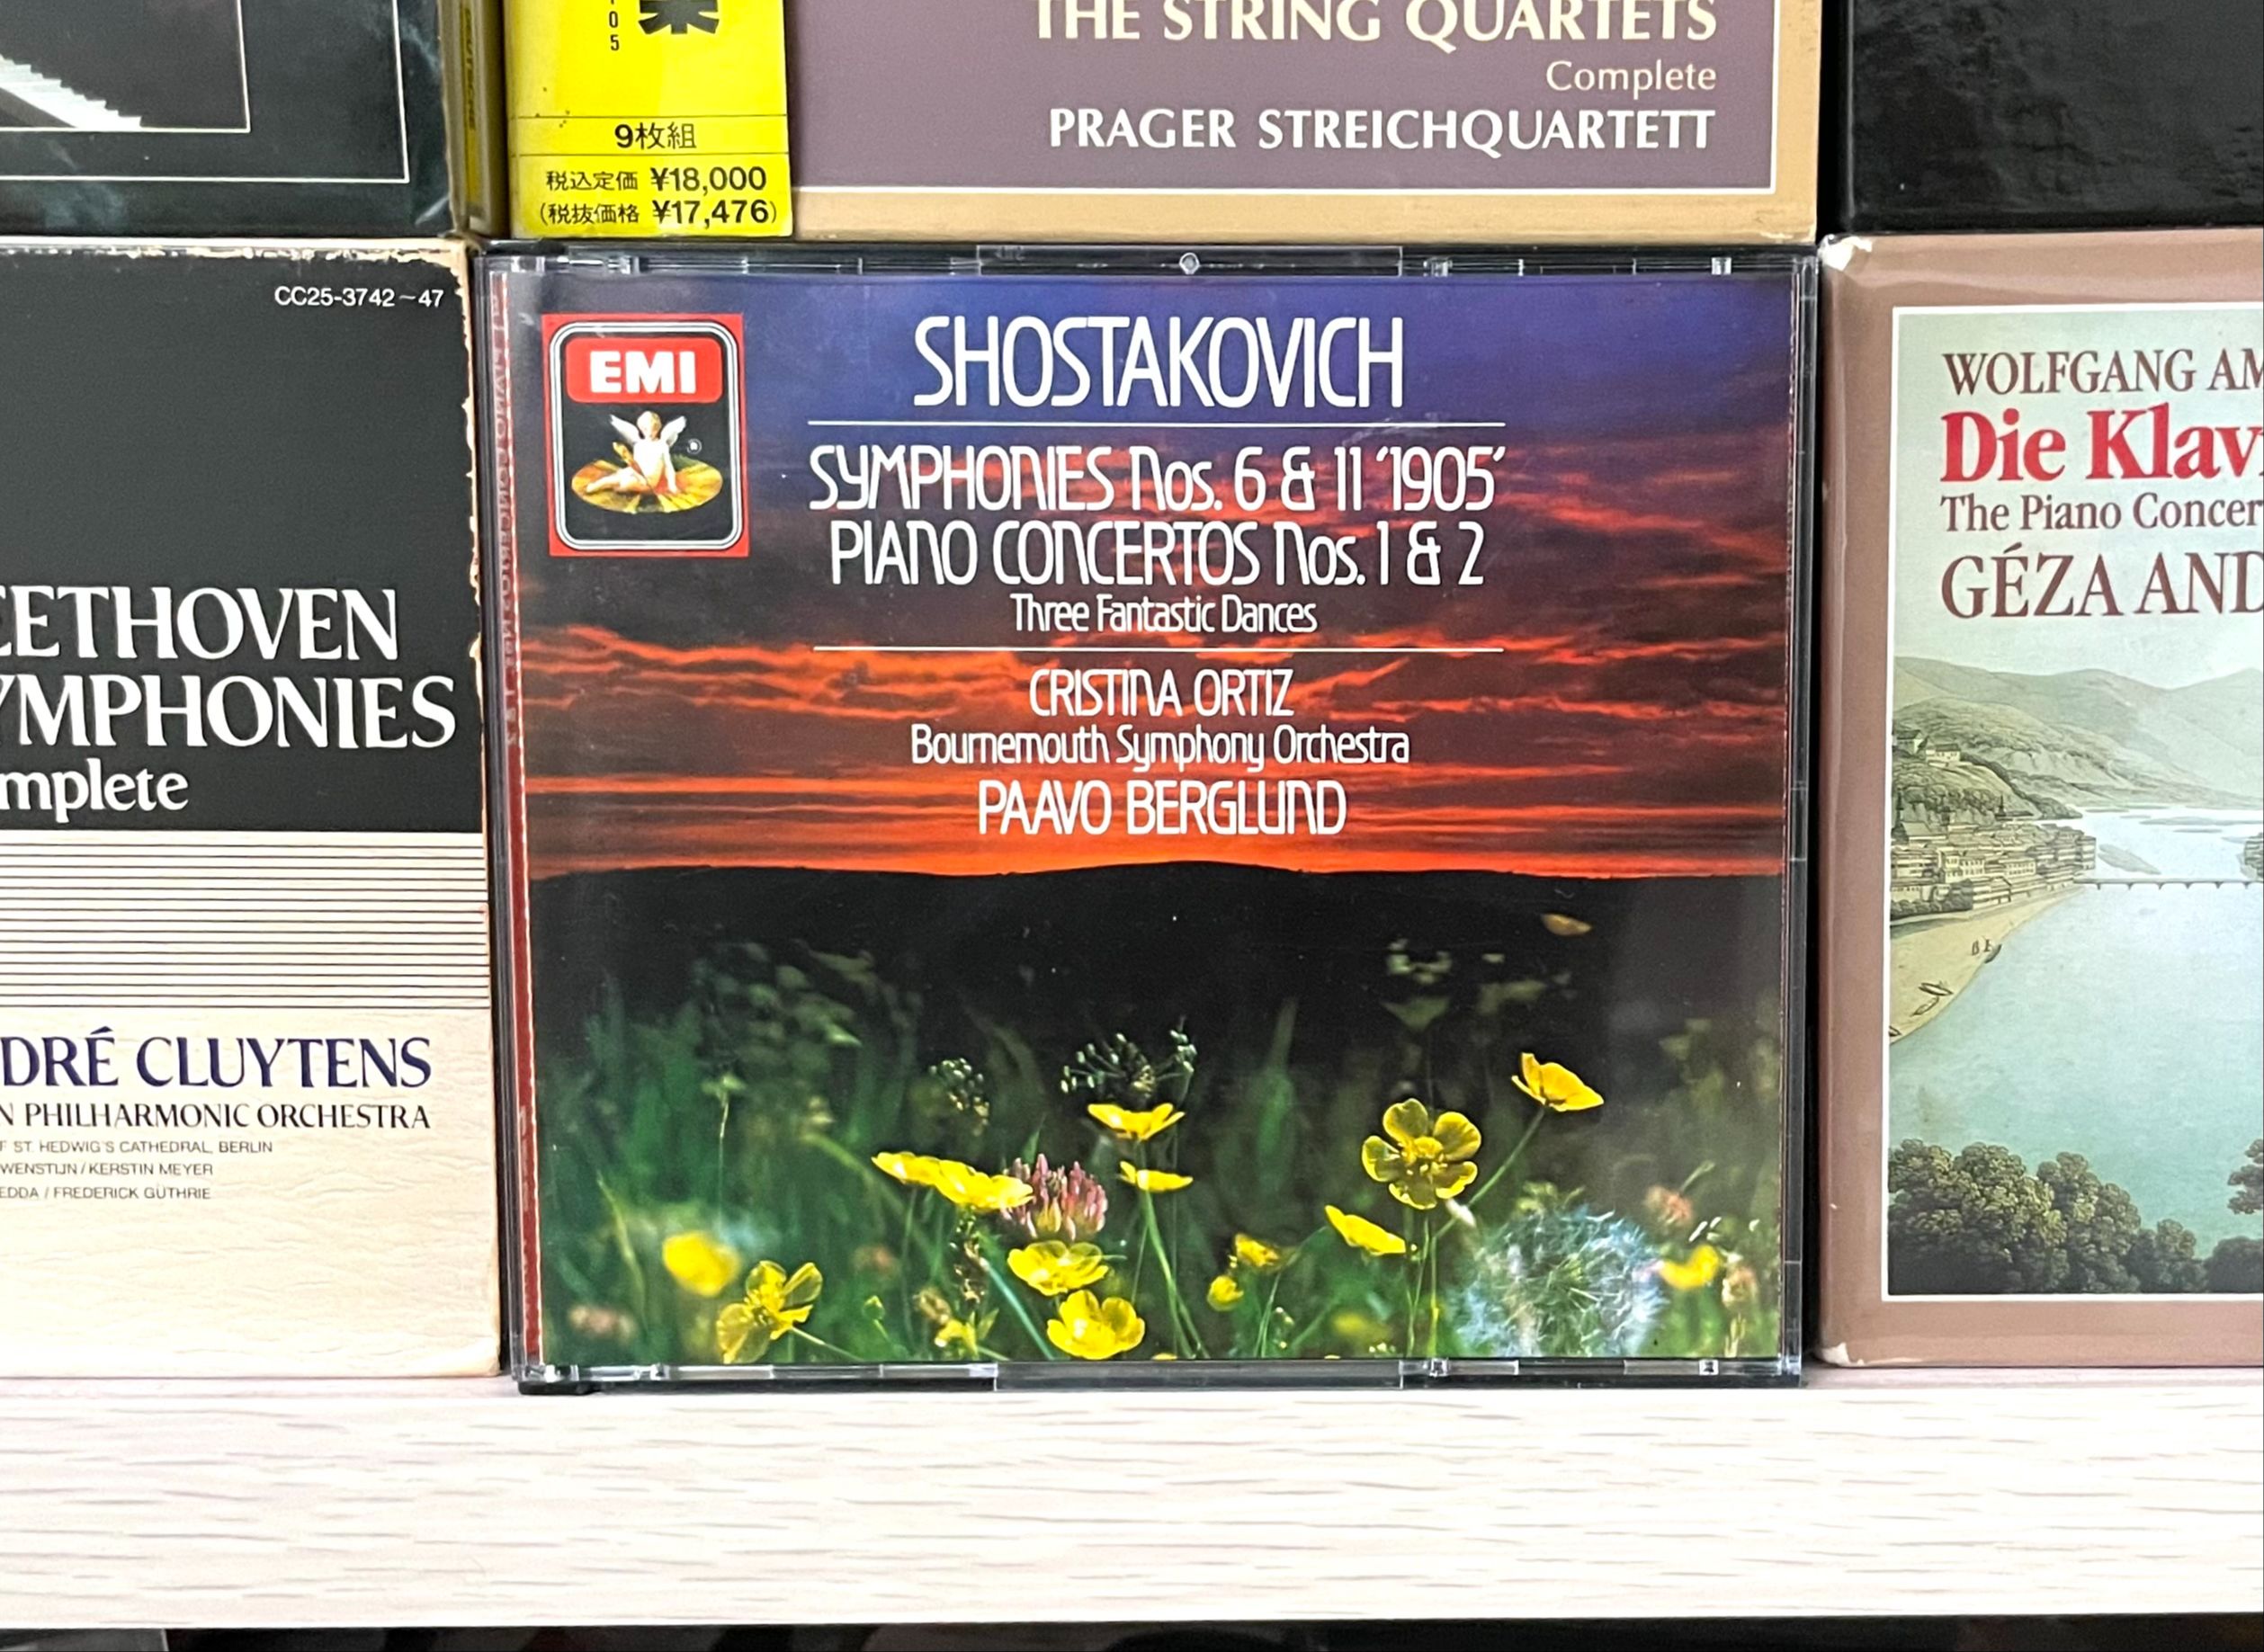 105
9枚組
税込定価 ¥18,000
(税抜価格 ¥17,476)
THE STRING QUARTETS
Complete
PRAGER STREICHQUARTETT
CC25-3742~47
EETHOVEN
YMPHONIES
mplete
DRÉ CLUYTENS
N PHILHARMONIC ORCHESTRA
F ST. HEDWIG'S CATHEDRAL, BERLIN
WENSTIJN / KERSTIN MEYER
EDDA / FREDERICK GUTHRIE
EMI
SHOSTAKOVICH
SYMPHONIES Nos. 6 & 11 '1905'
PIANO CONCERTOS Nos. 1 & 2
Three Fantastic Dances
CRISTINA ORTIZ
Bournemouth Symphony Orchestra
PAAVO BERGLUND
WOLFGANG AM
Die Klav
The Piano Concer
GÉZA AND